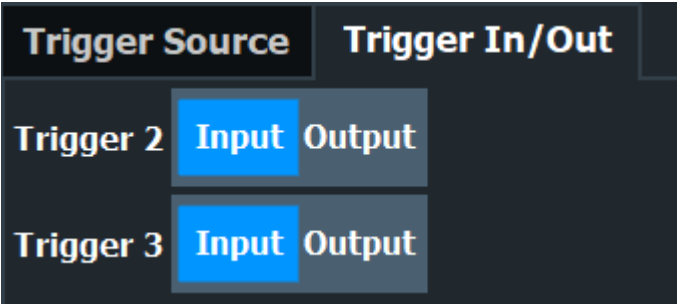 Trigger Source Trigger In/Out
Trigger 2 Input Output
Trigger 3 Input Output